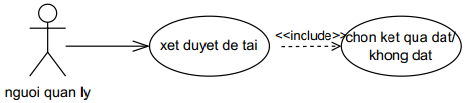 nguoi quan ly
xet duyet de tai
<<include>>
chon ket qua dat/
khong dat